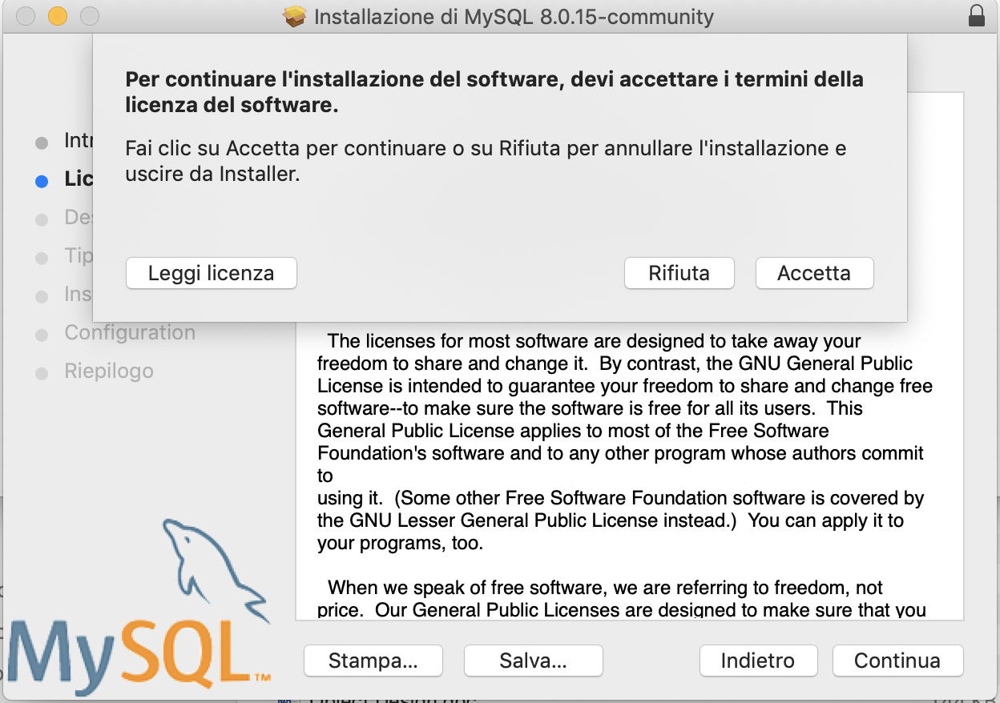 Installazione di MySQL 8.0.15-community
Per continuare l'installazione del software, devi accettare i termini della
licenza del software.
Fai clic su Accetta per continuare o su Rifiuta per annullare l'installazione e
uscire da Installer.
Leggi licenza
Rifiuta
Accetta
Configuration
Riepilogo
The licenses for most software are designed to take away your
freedom to share and change it.  By contrast, the GNU General Public
License is intended to guarantee your freedom to share and change free
software--to make sure the software is free for all its users.  This
General Public License applies to most of the Free Software
Foundation's software and to any other program whose authors commit
to
using it.  (Some other Free Software Foundation software is covered by
the GNU Lesser General Public License instead.)  You can apply it to
your programs, too.
When we speak of free software, we are referring to freedom, not
price.  Our General Public Licenses are designed to make sure that you
MySQL™
Stampa...
Salva...
Indietro
Continua